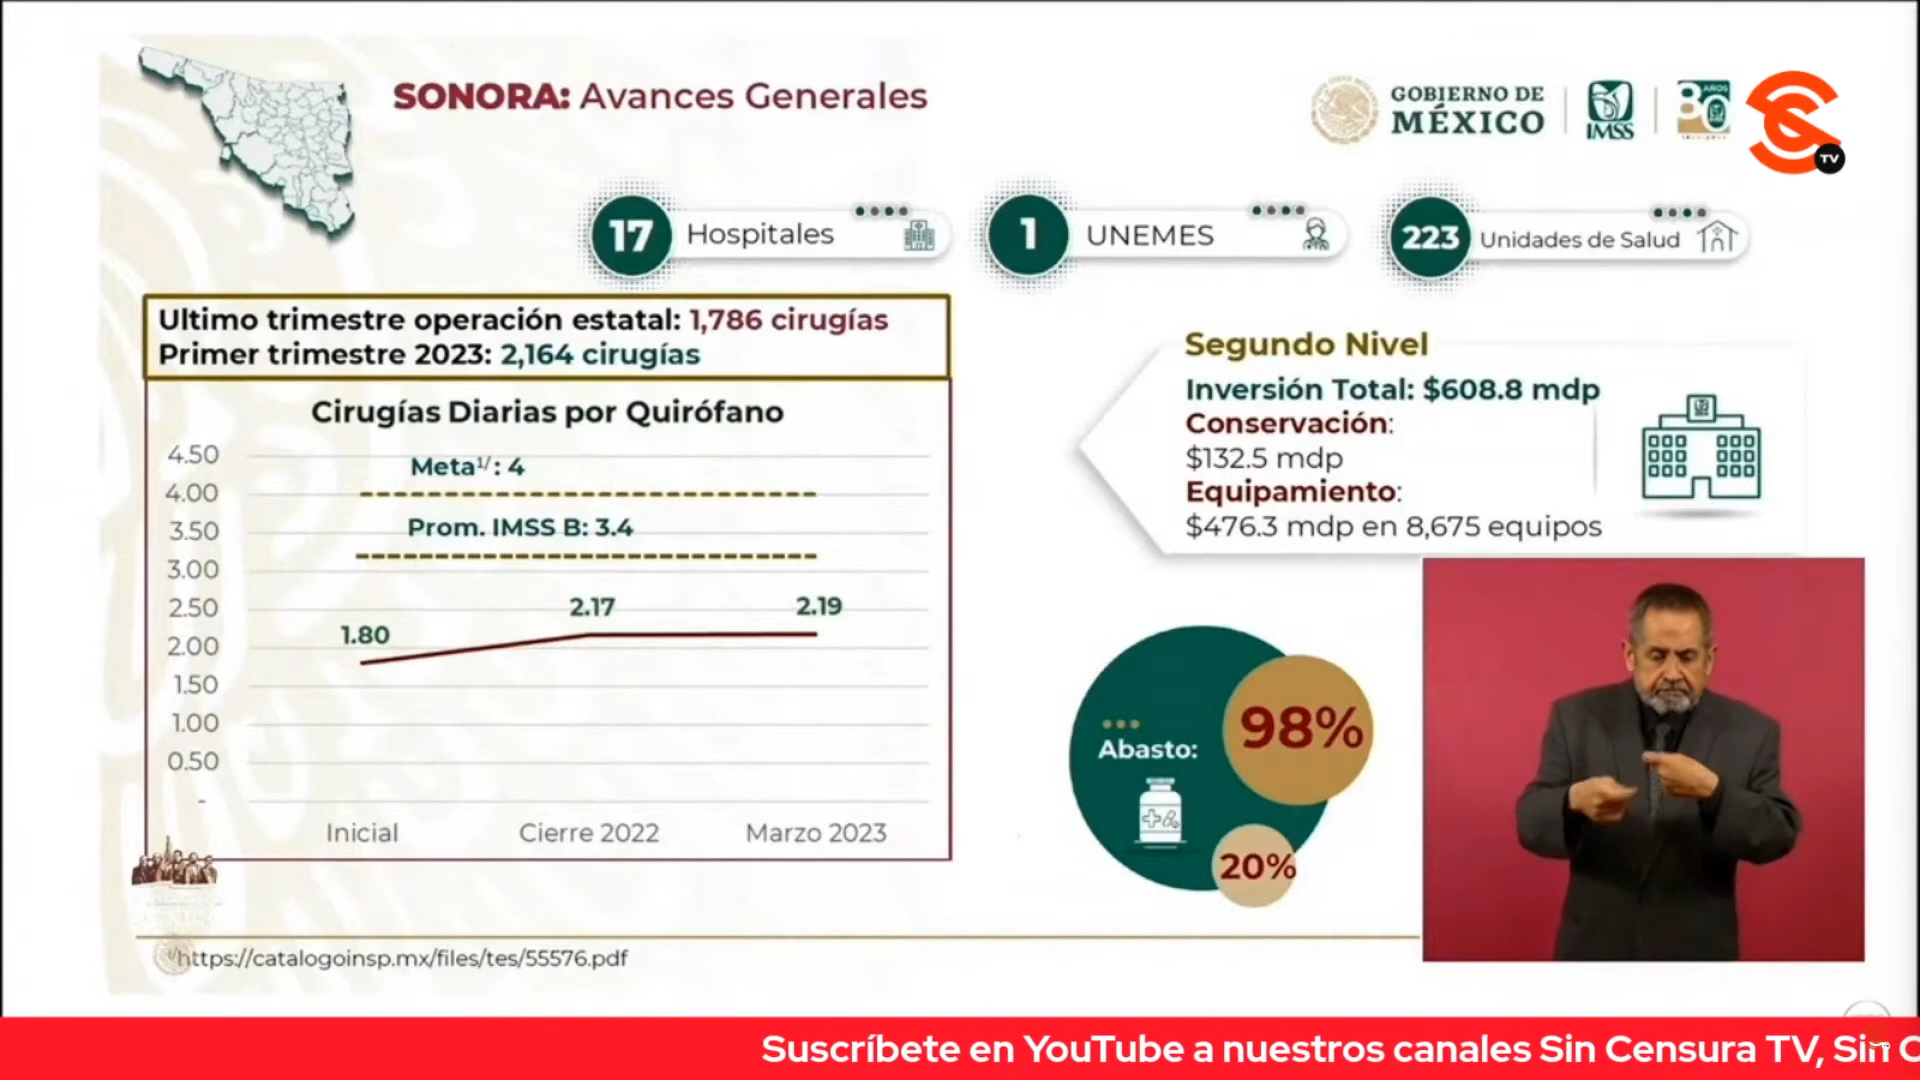 SONORA: Avances Generales
GOBIERNO DE
MÉXICO
IMSS
AÑOS
80
TV
17 Hospitales
1 UNEMES
223 Unidades de Salud
Ultimo trimestre operación estatal: 1,786 cirugías
Primer trimestre 2023: 2,164 cirugías
Cirugías Diarias por Quirófano
4.50
Meta1/: 4
4.00
Prom. IMSS B: 3.4
3.50
3.00
2.50
2.00
1.50
1.00
0.50
-
1.80
2.17
2.19
Inicial
Cierre 2022
Marzo 2023
Segundo Nivel
Inversión Total: $608.8 mdp
Conservación:
$132.5 mdp
Equipamiento:
$476.3 mdp en 8,675 equipos
Abasto:
98%
20%
https://catalogoinsp.mx/files/tes/55576.pdf
Suscríbete en YouTube a nuestros canales Sin Censura TV, Sin C